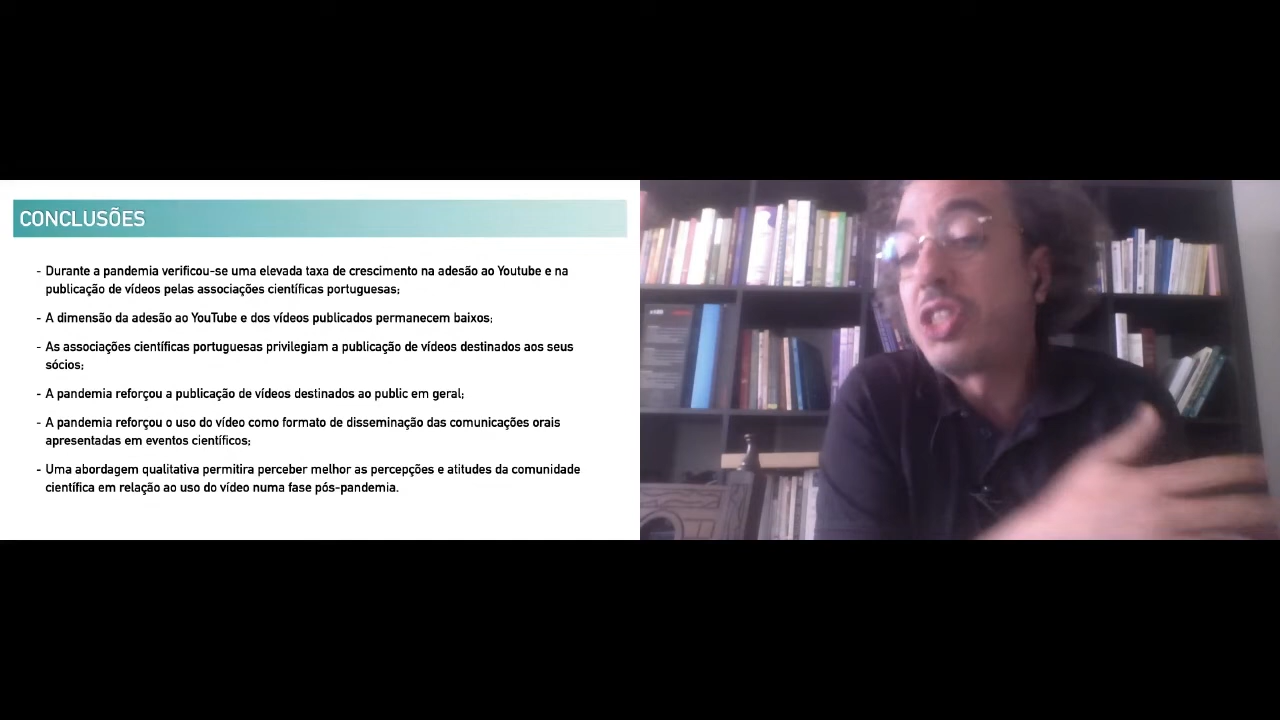 CONCLUSÕES
- Durante a pandemia verificou-se uma elevada taxa de crescimento na adesão ao Youtube e na
publicação de vídeos pelas associações científicas portuguesas;
- A dimensão da adesão ao YouTube e dos vídeos publicados permanecem baixos;
- As associações científicas portuguesas privilegiam a publicação de vídeos destinados aos seus
sócios;
- A pandemia reforçou a publicação de vídeos destinados ao public em geral;
- A pandemia reforçou o uso do vídeo como formato de disseminação das comunicações orais
apresentadas em eventos científicos;
- Uma abordagem qualitativa permitira perceber melhor as percepções e atitudes da comunidade
científica em relação ao uso do vídeo numa fase pós-pandemia.